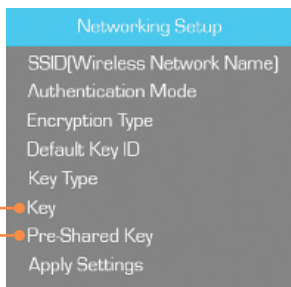 Networking Setup
SSID(Wireless Network Name)
Authentication Mode
Encryption Type
Default Key ID
Key Type
Key
Pre-Shared Key
Apply Settings